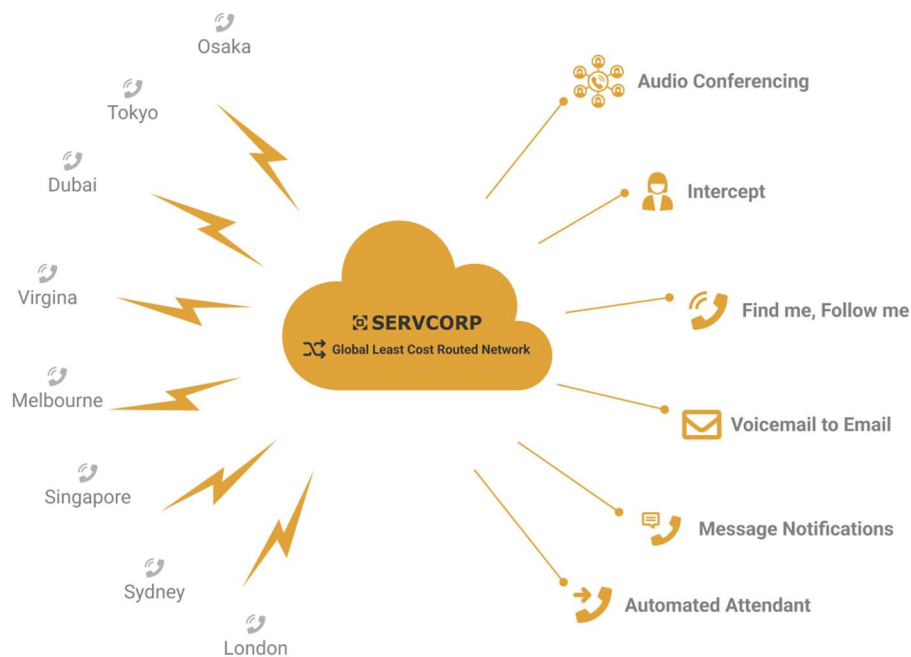 Osaka
Tokyo
Dubai
Virgina
Melbourne
Singapore
Sydney
London
SERVCORP
Global Least Cost Routed Network
Audio Conferencing
Intercept
Find me, Follow me
Voicemail to Email
Message Notifications
Automated Attendant